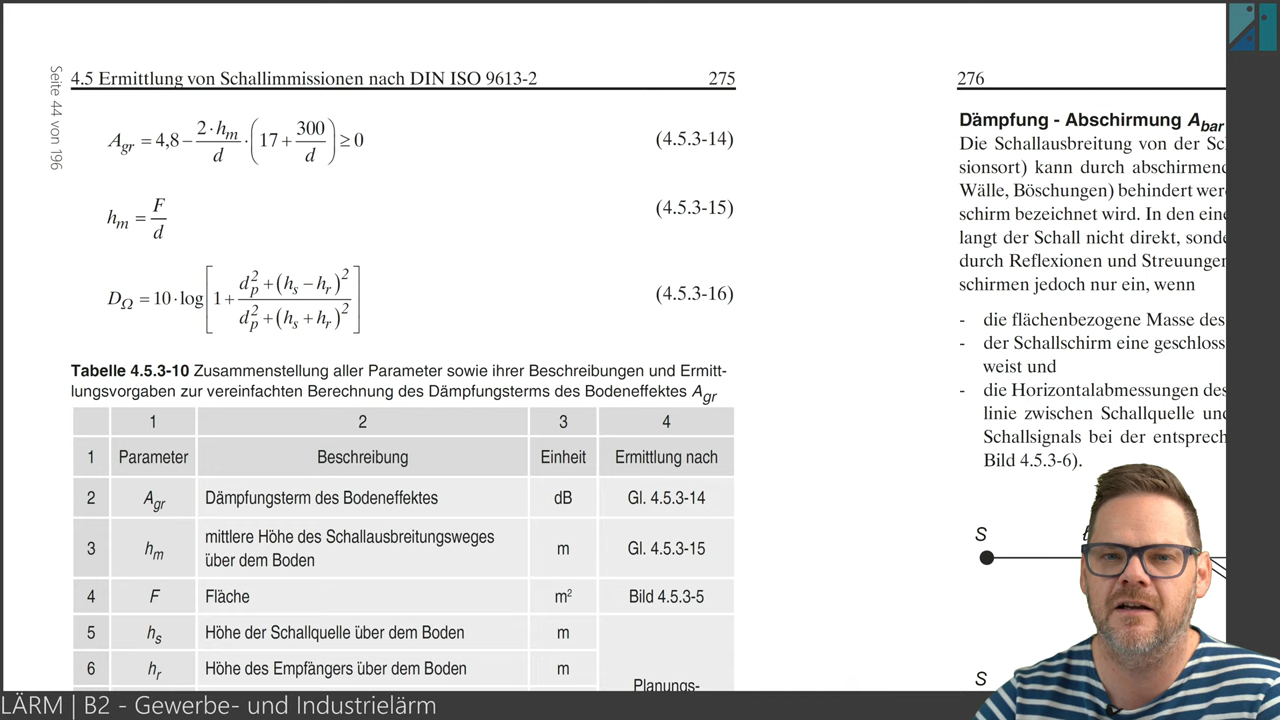 Seite 44 von 196
4.5 Ermittlung von Schallimmissionen nach DIN ISO 9613-2 275
A_gr = 4,8 − (2·h_m / d) · (17 + 300/d) ≥ 0 (4.5.3-14)
h_m = F/d (4.5.3-15)
D_Ω = 10·log[1 + (d_p^2 + (h_s − h_r)^2) / (d_p^2 + (h_s + h_r)^2)] (4.5.3-16)
Tabelle 4.5.3-10 Zusammenstellung aller Parameter sowie ihrer Beschreibungen und Ermitt-
lungsvorgaben zur vereinfachten Berechnung des Dämpfungsterms des Bodeneffektes A_gr
1 2 3 4
1 Parameter Beschreibung Einheit Ermittlung nach
2 A_gr Dämpfungsterm des Bodeneffektes dB Gl. 4.5.3-14
3 h_m mittlere Höhe des Schallausbreitungsweges
über dem Boden m Gl. 4.5.3-15
4 F Fläche m² Bild 4.5.3-5
5 h_s Höhe der Schallquelle über dem Boden m
6 h_r Höhe des Empfängers über dem Boden m
Planungs-
276
Dämpfung - Abschirmung A_bar
Die Schallausbreitung von der Sc
sionsort) kann durch abschirmend
Wälle, Böschungen) behindert wer
schirm bezeichnet wird. In den eine
langt der Schall nicht direkt, sonde
durch Reflexionen und Streuungen
schirmen jedoch nur ein, wenn
- die flächenbezogene Masse des
- der Schallschirm eine geschloss
weist und
- die Horizontalabmessungen des
linie zwischen Schallquelle und
Schallsignals bei der entsprech
Bild 4.5.3-6).
S
S
LÄRM | B2 - Gewerbe- und Industrielärm